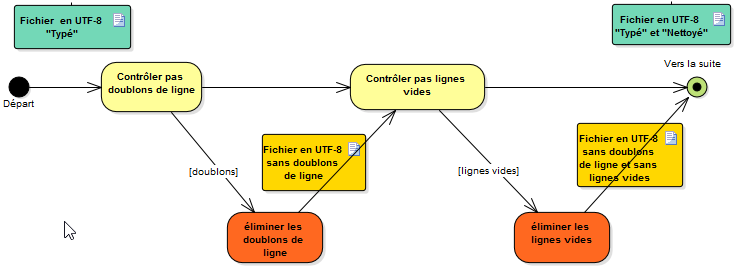 Fichier en UTF-8
"Typé"
Fichier en UTF-8
"Typé" et "Nettoyé"
Départ
Contrôler pas
doublons de ligne
Contrôler pas lignes
vides
Vers la suite
[doublons]
Fichier en UTF-8
sans doublons
de ligne
[lignes vides]
Fichier en UTF-8
sans doublons
de ligne et sans
lignes vides
éliminer les
doublons de
ligne
éliminer les
lignes vides